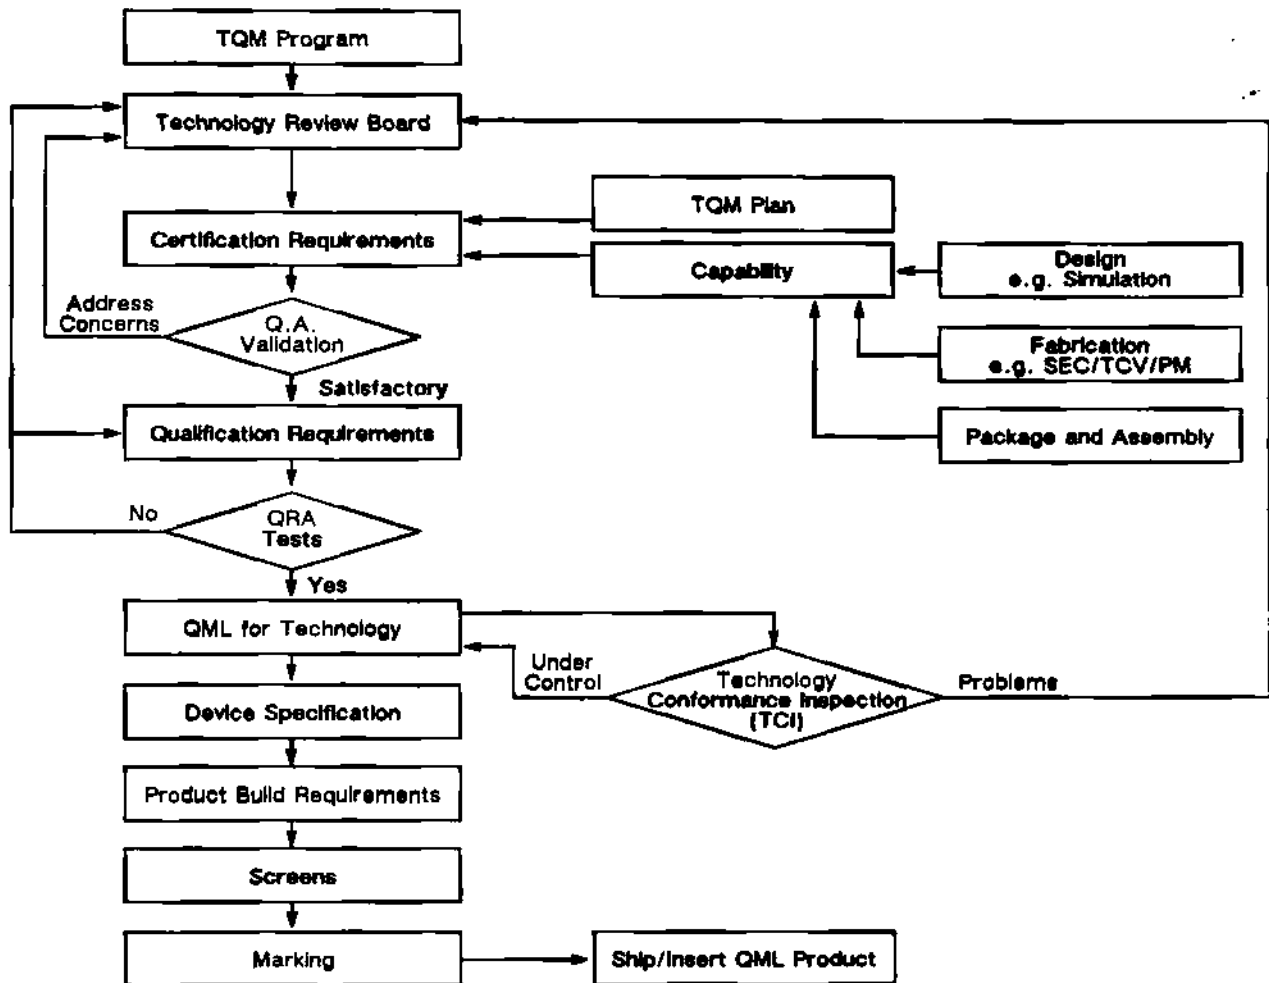 TQM Program
Technology Review Board
TQM Plan
Certification Requirements
Capability
Design
e.g. Simulation
Address
Concerns
Q.A.
Validation
Fabrication
e.g. SEC/TCV/PM
Satisfactory
Qualification Requirements
Package and Assembly
No
QRA
Tests
Yes
QML for Technology
Under
Control
Technology
Conformance Inspection
(TCI)
Problems
Device Specification
Product Build Requirements
Screens
Marking
Ship/Insert QML Product